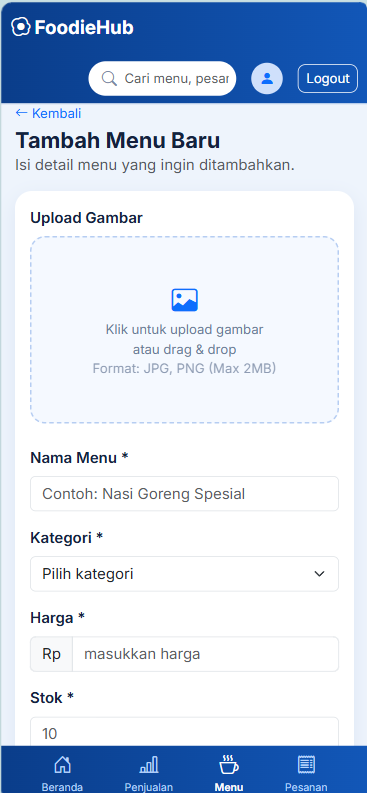 FoodieHub
Cari menu, pesan
Logout
← Kembali
Tambah Menu Baru
Isi detail menu yang ingin ditambahkan.
Upload Gambar
Klik untuk upload gambar
atau drag & drop
Format: JPG, PNG (Max 2MB)
Nama Menu *
Contoh: Nasi Goreng Spesial
Kategori *
Pilih kategori
Harga *
Rp masukkan harga
Stok *
10
Beranda Penjualan Menu Pesanan